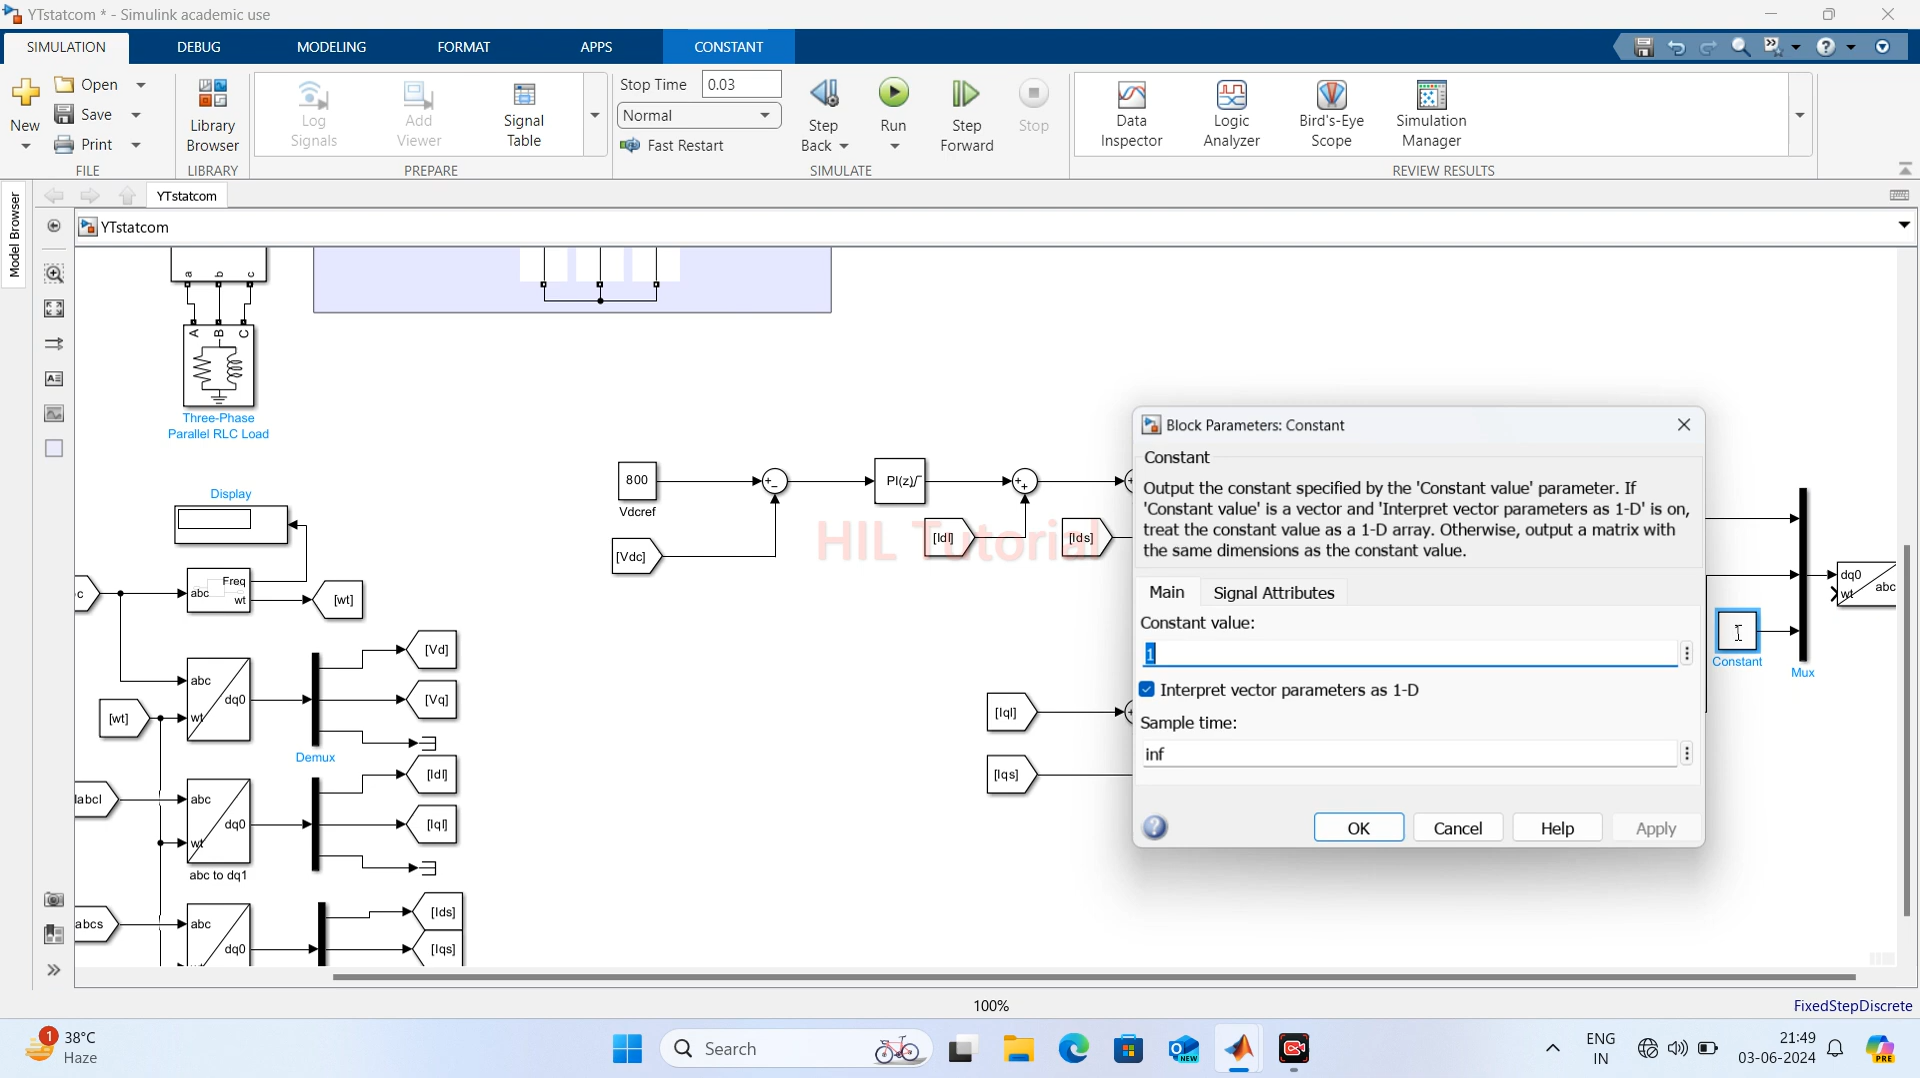 YTstatcom * - Simulink academic use
SIMULATION
DEBUG
MODELING
FORMAT
APPS
CONSTANT
New
Open
Save
Print
FILE
Library
Browser
LIBRARY
Log
Signals
Add
Viewer
Signal
Table
PREPARE
Stop Time 0.03
Normal
Fast Restart
Step
Back
Run
Step
Forward
Stop
SIMULATE
Data
Inspector
Logic
Analyzer
Bird's-Eye
Scope
Simulation
Manager
REVIEW RESULTS
Model Browser
YTstatcom
YTstatcom
a b c
A B C
Three-Phase
Parallel RLC Load
Display
c
abc
Freq
wt
[wt]
[wt]
abc
wt
dq0
Demux
[Vd]
[Vq]
labcl
abc
wt
dq0
abc to dq1
[Idl]
[Iql]
abcs
abc
dq0
[Ids]
[Iqs]
800
Vdcref
[Vdc]
PI(z)
[Idl]
[Ids]
[Iql]
[Iqs]
HIL Tutorial
Block Parameters: Constant
Constant
Output the constant specified by the 'Constant value' parameter. If
'Constant value' is a vector and 'Interpret vector parameters as 1-D' is on,
treat the constant value as a 1-D array. Otherwise, output a matrix with
the same dimensions as the constant value.
Main
Signal Attributes
Constant value:
1
Interpret vector parameters as 1-D
Sample time:
inf
OK
Cancel
Help
Apply
Constant
Mux
dq0
wt
abc
100%
FixedStepDiscrete
1
38°C
Haze
Search
NEW
ENG
IN
21:49
03-06-2024
PRE